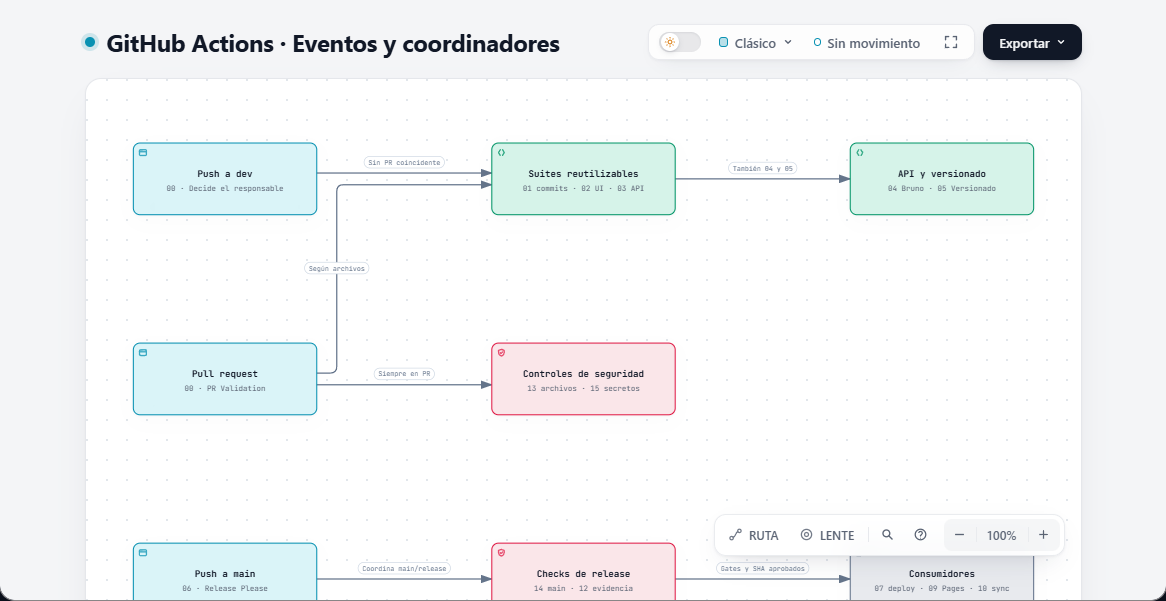 GitHub Actions · Eventos y coordinadores
Clásico
Sin movimiento
Exportar
Push a dev
00 · Decide el responsable
Sin PR coincidente
Suites reutilizables
01 commits · 02 UI · 03 API
También 04 y 05
API y versionado
04 Bruno · 05 Versionado
Según archivos
Pull request
00 · PR Validation
Siempre en PR
Controles de seguridad
13 archivos · 15 secretos
RUTA
LENTE
100%
Push a main
06 · Release Please
Coordina main/release
Checks de release
14 main · 12 evidencia
Gates y SHA aprobados
Consumidores
07 deploy · 09 Pages · 10 sync